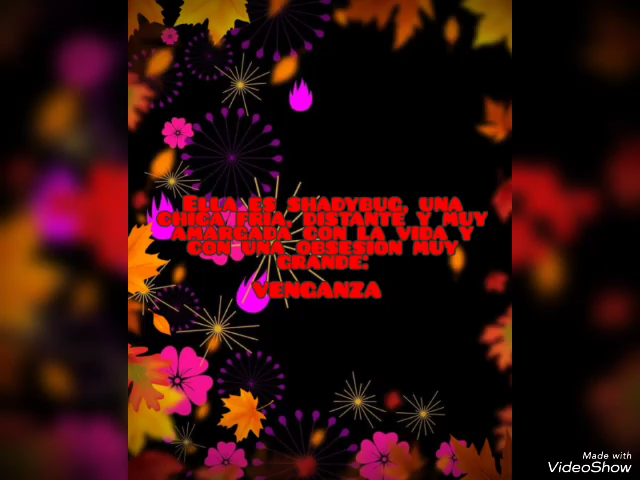 Ella es shadybug, una
chica fría, distante y muy
amargada con la vida y
con una obsesión muy
grande:
VENGANZA
Made with
VideoShow